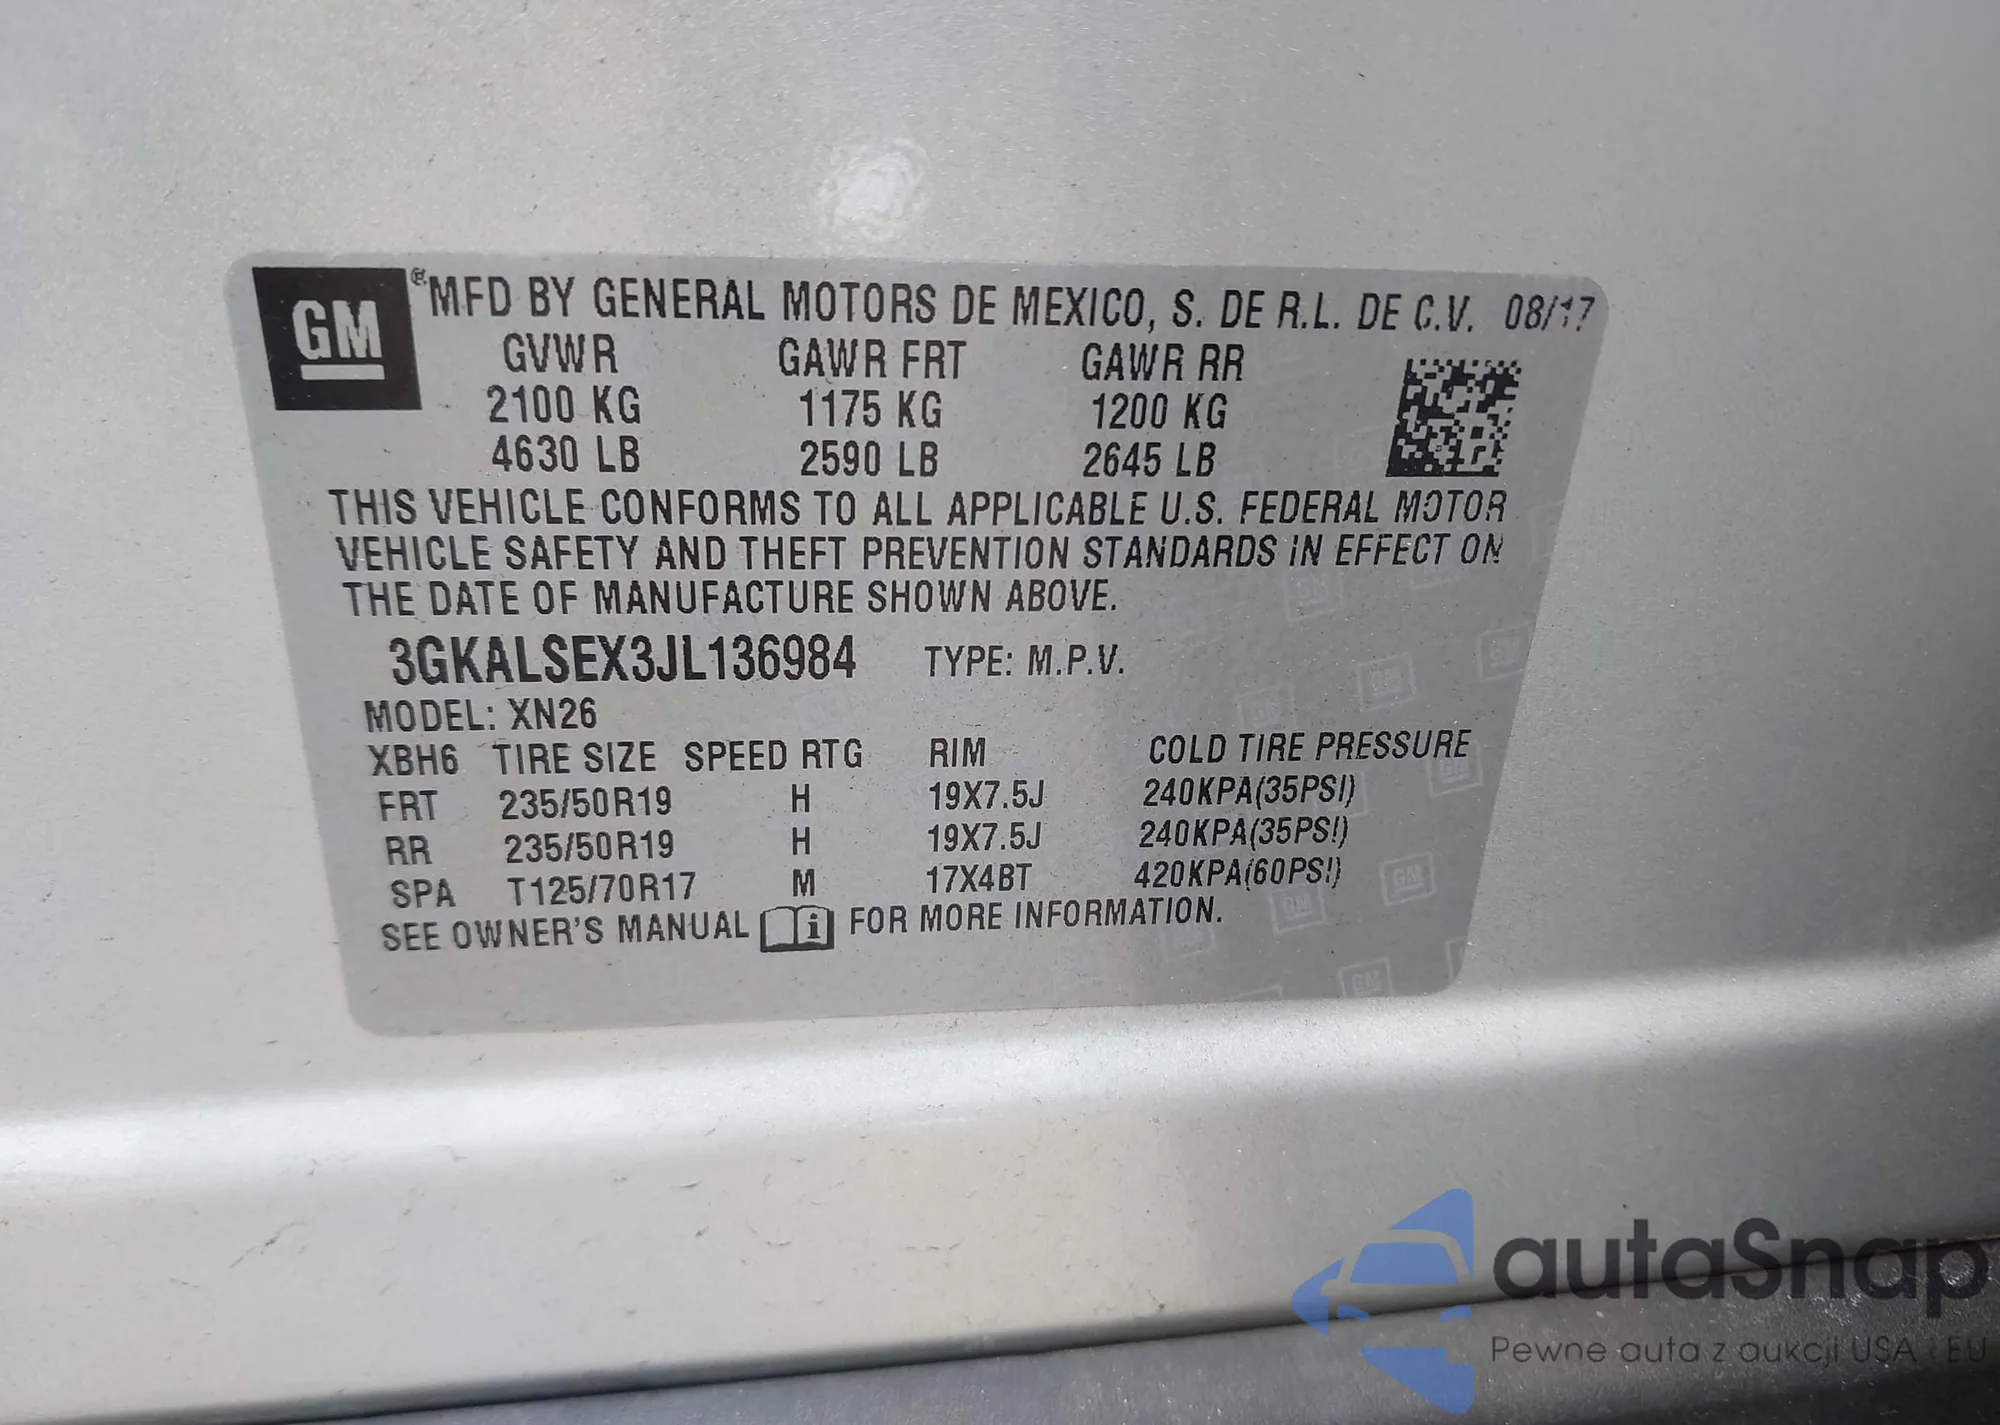 GM ® MFD BY GENERAL MOTORS DE MEXICO, S. DE R.L. DE C.V. 08/17
GVWR GAWR FRT GAWR RR
2100 KG 1175 KG 1200 KG
4630 LB 2590 LB 2645 LB
THIS VEHICLE CONFORMS TO ALL APPLICABLE U.S. FEDERAL MOTOR
VEHICLE SAFETY AND THEFT PREVENTION STANDARDS IN EFFECT ON
THE DATE OF MANUFACTURE SHOWN ABOVE.
3GKALSEX3JL136984 TYPE: M.P.V.
MODEL: XN26
XBH6 TIRE SIZE SPEED RTG RIM COLD TIRE PRESSURE
FRT 235/50R19 H 19X7.5J 240KPA(35PSI)
RR 235/50R19 H 19X7.5J 240KPA(35PSI)
SPA T125/70R17 M 17X4BT 420KPA(60PSI)
SEE OWNER'S MANUAL i FOR MORE INFORMATION.
autaSnap
Pewne auta z aukcji USA i EU